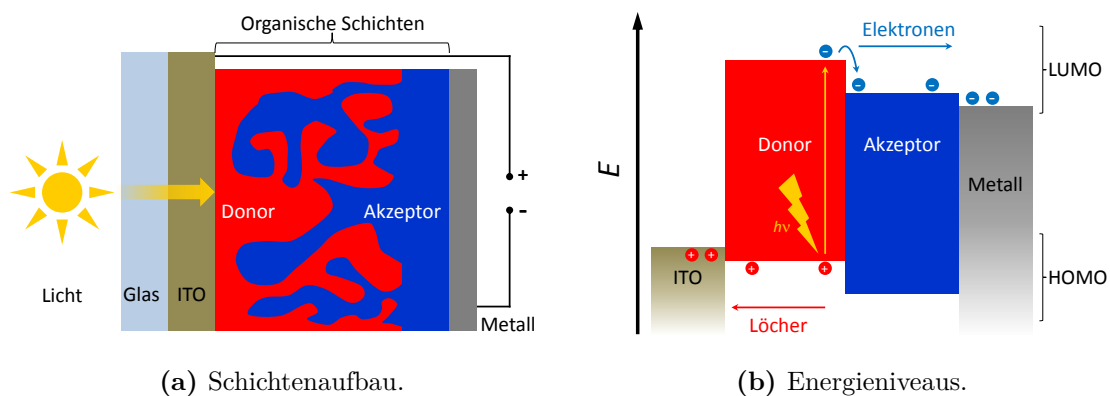 Organische Schichten
Licht
Glas
ITO
Donor
Akzeptor
+
-
Metall
(a) Schichtenaufbau.
E
Elektronen
LUMO
Donor
Akzeptor
Metall
hν
ITO
HOMO
Löcher
(b) Energieniveaus.